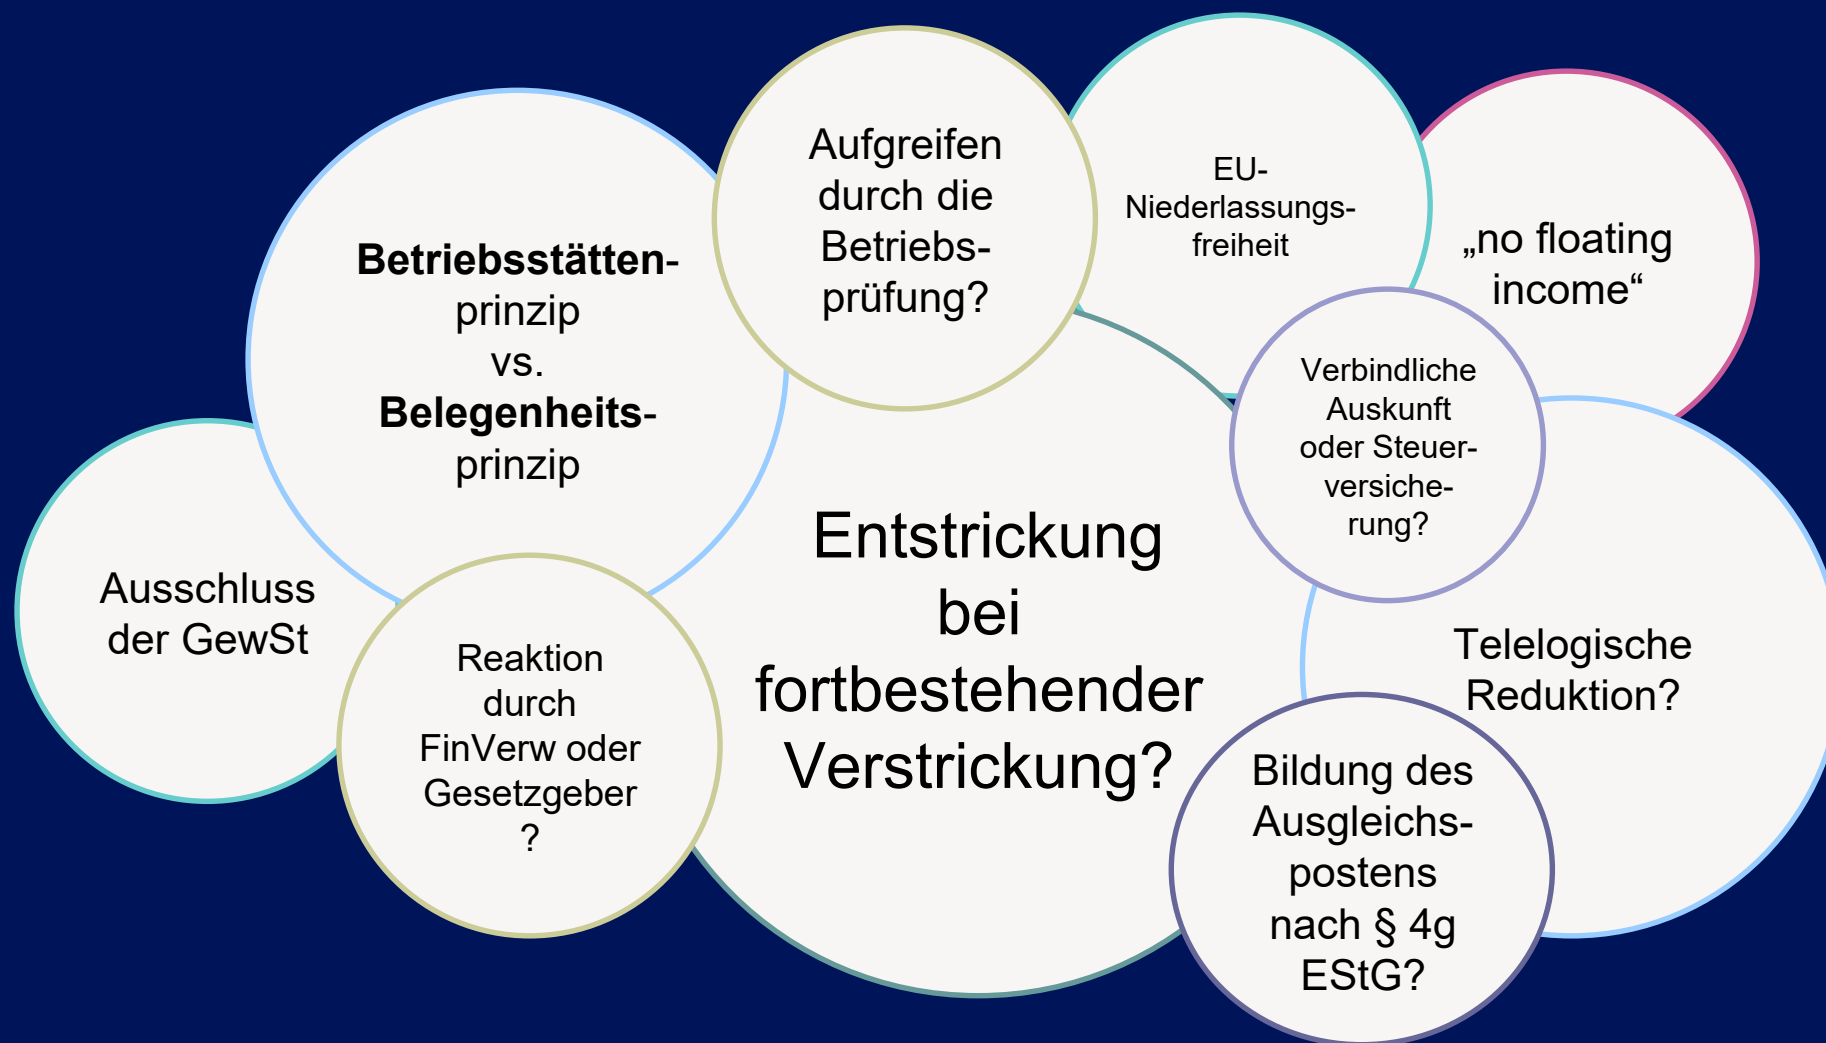 Aufgreifen
durch die
Betriebs-
prüfung?
EU-
Niederlassungs-
freiheit
„no floating
income“
Betriebsstätten-
prinzip
vs.
Belegenheits-
prinzip
Verbindliche
Auskunft
oder Steuer-
versiche-
rung?
Entstrickung
bei
fortbestehender
Verstrickung?
Ausschluss
der GewSt
Reaktion
durch
FinVerw oder
Gesetzgeber
?
Telelogische
Reduktion?
Bildung des
Ausgleichs-
postens
nach § 4g
EStG?